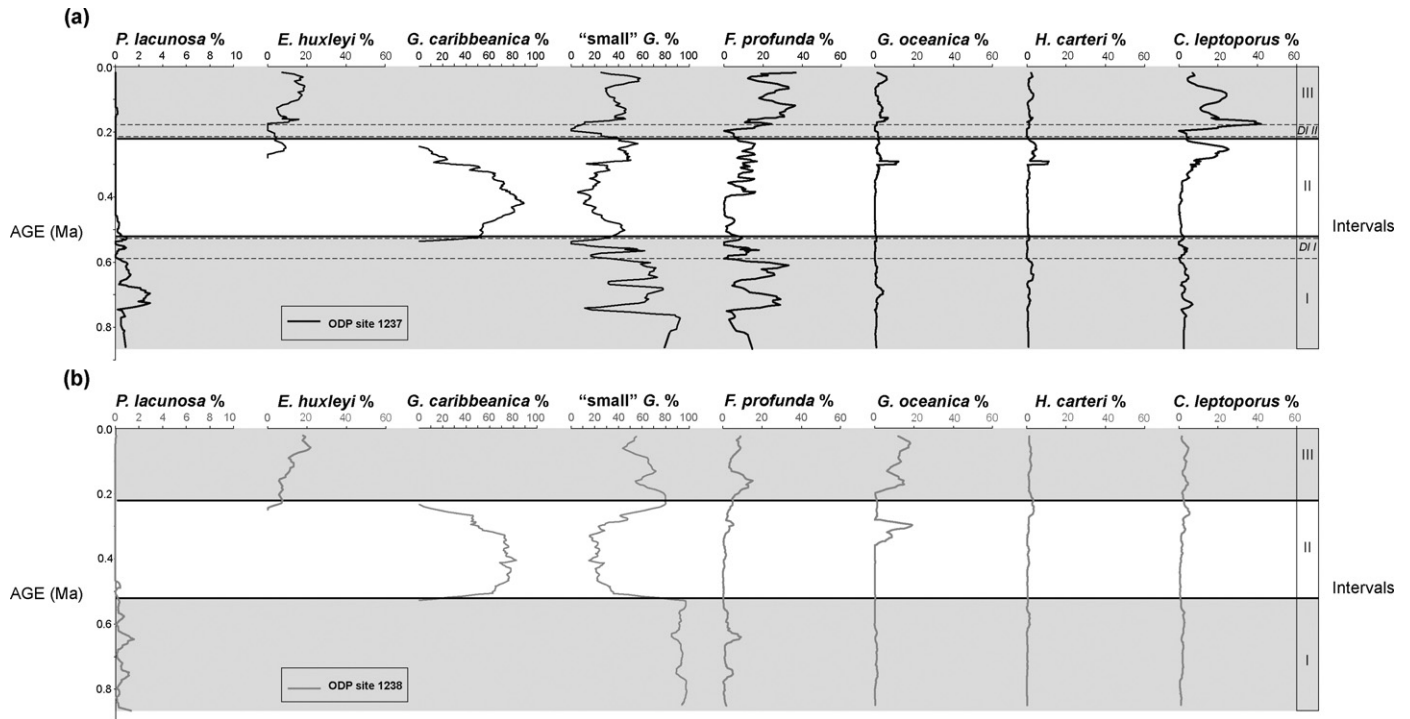 (a)
P. lacunosa % E. huxleyi % G. caribbeanica % “small” G. % F. profunda % G. oceanica % H. carteri % C. leptoporus %
0 2 4 6 8 10 0 20 40 60 0 20 40 60 80 100 0 20 40 60 80 100 0 20 40 60 0 20 40 60 0 20 40 60 0 20 40 60
0.0
III
0.2 DI II
II
0.4
AGE (Ma) Intervals
DI I
0.6
I
ODP site 1237
0.8
(b)
P. lacunosa % E. huxleyi % G. caribbeanica % “small” G. % F. profunda % G. oceanica % H. carteri % C. leptoporus %
0 2 4 6 8 10 0 20 40 60 0 20 40 60 80 100 0 20 40 60 80 100 0 20 40 60 0 20 40 60 0 20 40 60 0 20 40 60
0.0
III
0.2
II
0.4
AGE (Ma) Intervals
0.6
I
ODP site 1238
0.8